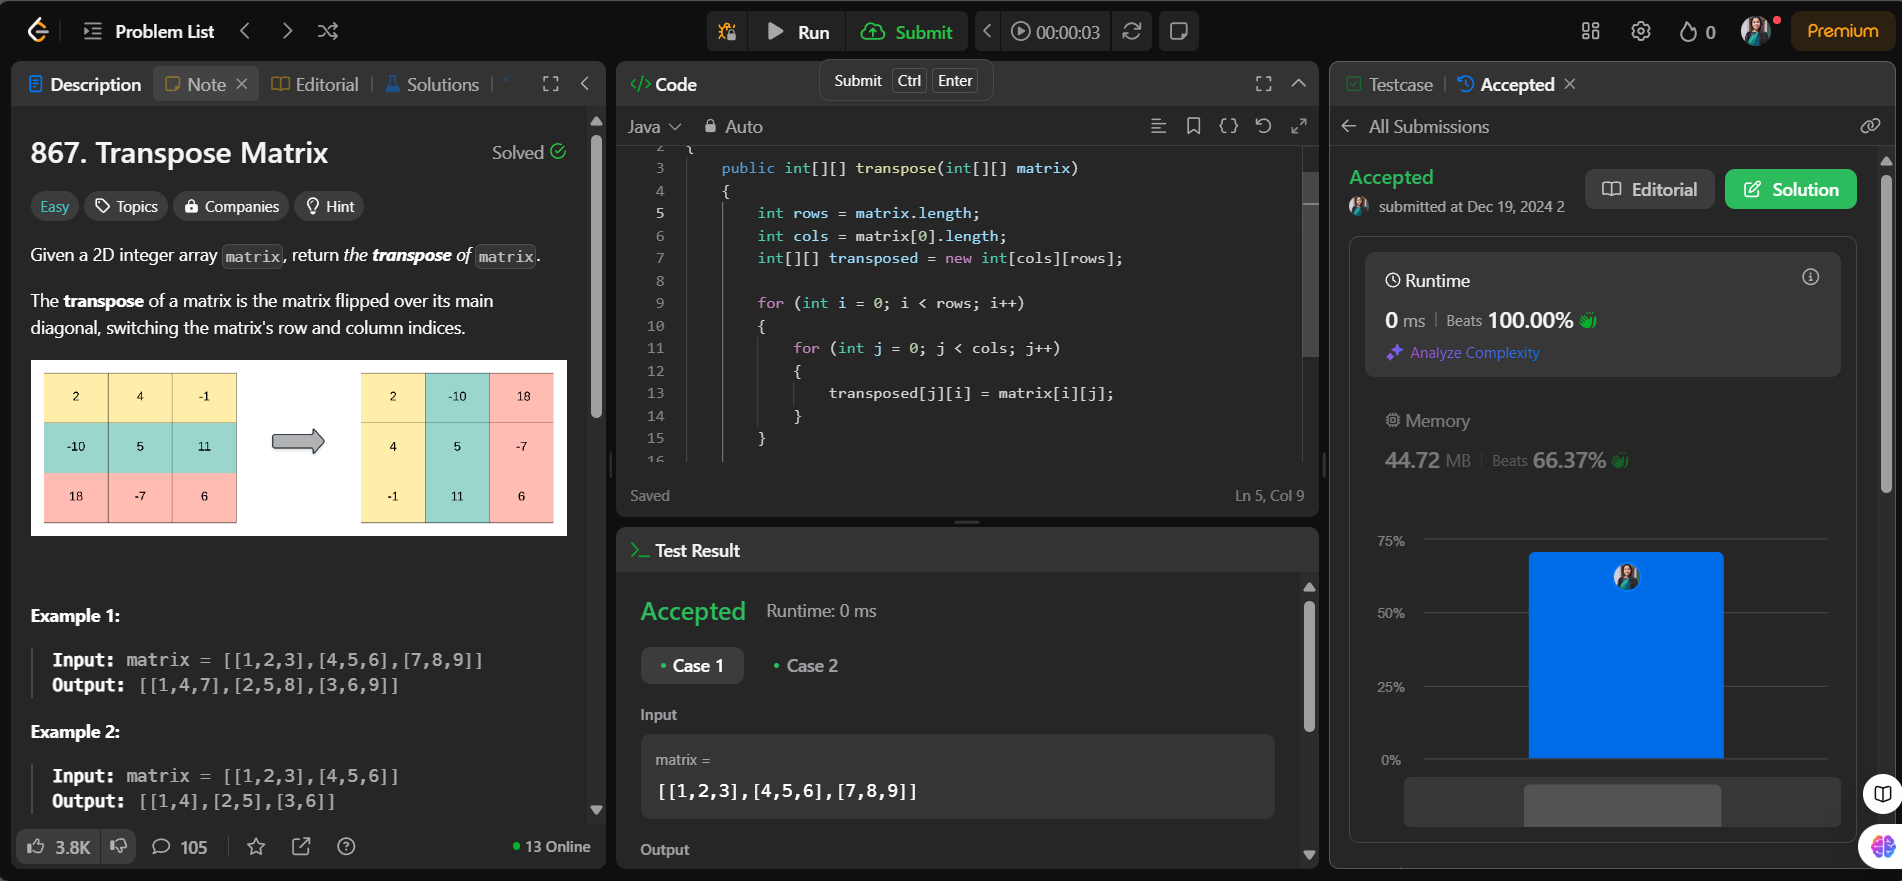 Problem List
Run
Submit
00:00:03
0
Premium
Description
Note
Editorial
Solutions
867. Transpose Matrix
Solved
Easy
Topics
Companies
Hint
Given a 2D integer array matrix, return the transpose of matrix.
The transpose of a matrix is the matrix flipped over its main
diagonal, switching the matrix's row and column indices.
2 4 -1
-10 5 11
18 -7 6
2 -10 18
4 5 -7
-1 11 6
Example 1:
Input: matrix = [[1,2,3],[4,5,6],[7,8,9]]
Output: [[1,4,7],[2,5,8],[3,6,9]]
Example 2:
Input: matrix = [[1,2,3],[4,5,6]]
Output: [[1,4],[2,5],[3,6]]
3.8K
105
13 Online
</> Code
Submit Ctrl Enter
Java
Auto
2 {
3 public int[][] transpose(int[][] matrix)
4 {
5 int rows = matrix.length;
6 int cols = matrix[0].length;
7 int[][] transposed = new int[cols][rows];
8
9 for (int i = 0; i < rows; i++)
10 {
11 for (int j = 0; j < cols; j++)
12 {
13 transposed[j][i] = matrix[i][j];
14 }
15 }
16
Saved
Ln 5, Col 9
Test Result
Accepted
Runtime: 0 ms
Case 1
Case 2
Input
matrix =
[[1,2,3],[4,5,6],[7,8,9]]
Output
Testcase
Accepted
All Submissions
Accepted
submitted at Dec 19, 2024 2
Editorial
Solution
Runtime
0 ms
Beats 100.00%
Analyze Complexity
Memory
44.72 MB
Beats 66.37%
75%
50%
25%
0%